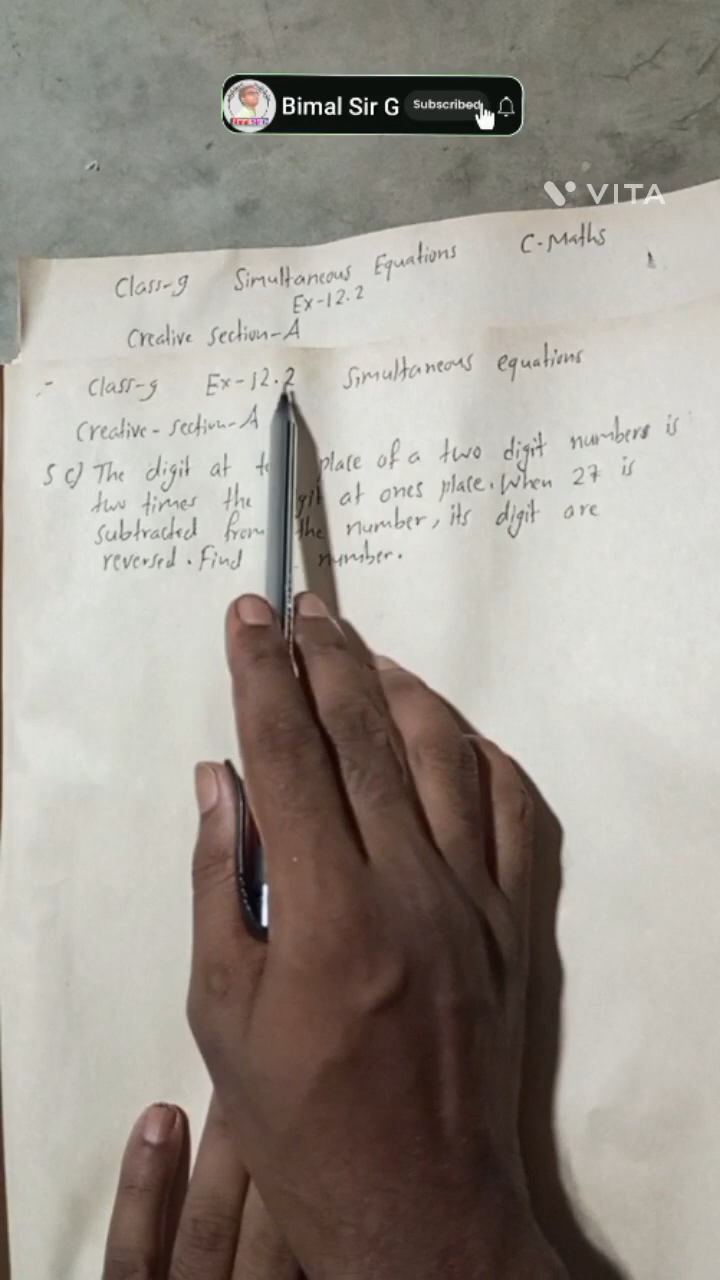 Bimal Sir G Subscribed
VITA
Class-9 Simultaneous Equations C-Maths
Ex-12.2
Creative section-A
Class-9 Ex-12.2 Simultaneous equations
Creative-section-A
5 c) The digit at place of a two digit numbers is
two times the at ones place. When 27 is
subtracted from the number, its digit are
reversed. Find number.